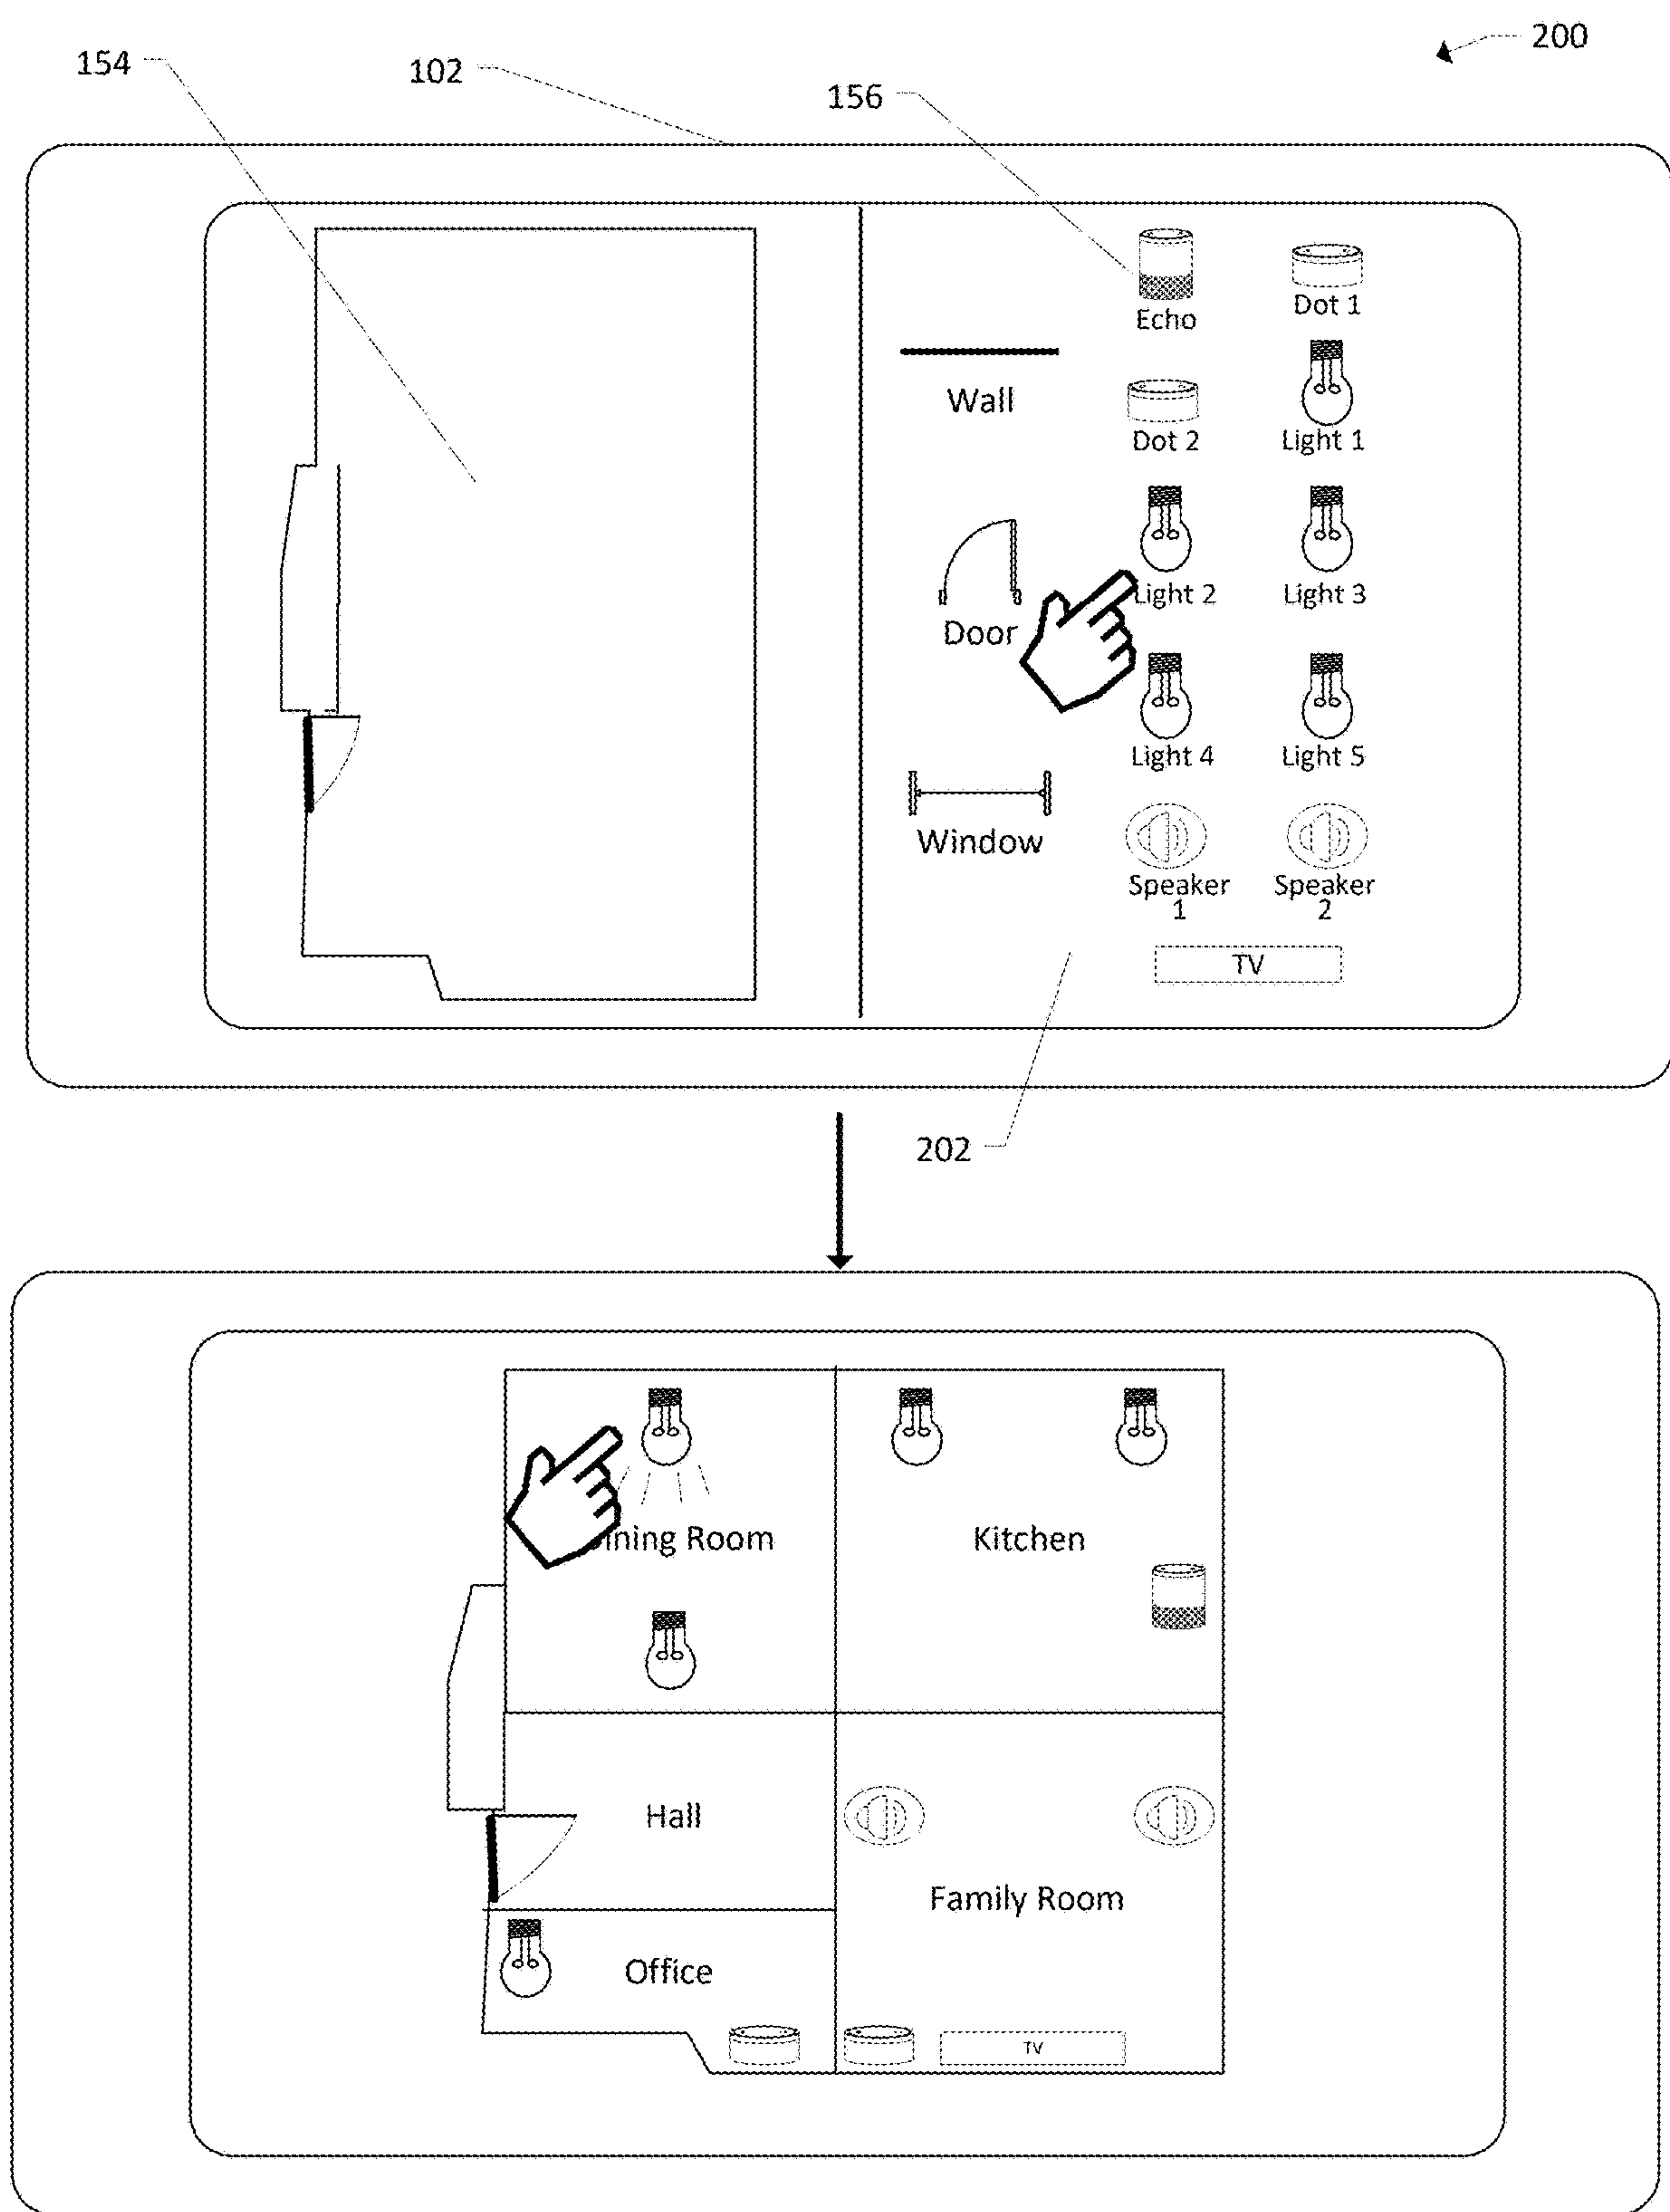 200
154
102
156
Echo
Dot 1
Wall
Dot 2
Light 1
Light 2
Light 3
Door
Light 4
Light 5
Window
Speaker
1
Speaker
2
TV
202
ining Room
Kitchen
Hall
Family Room
Office
TV